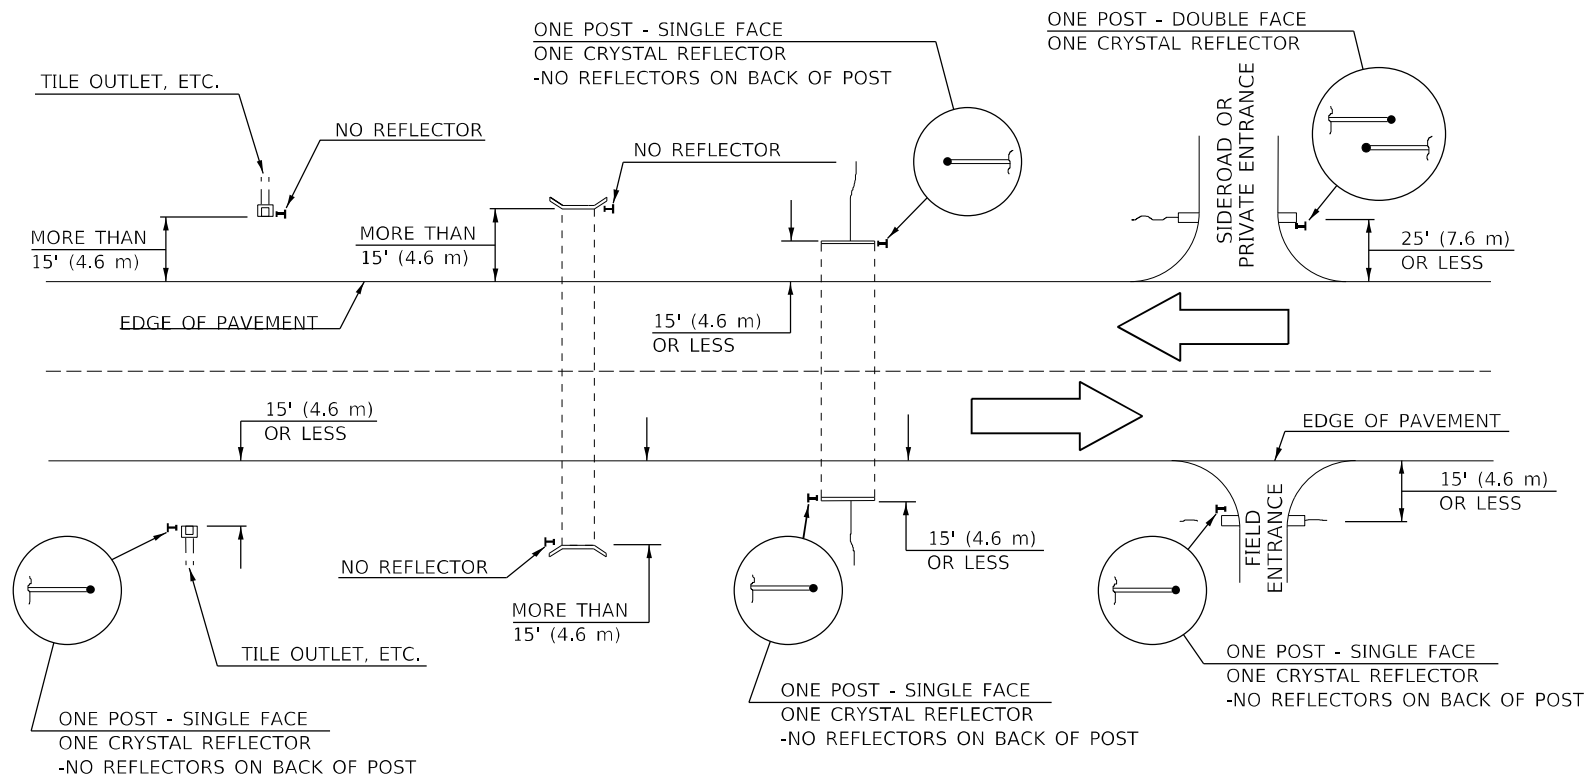 ONE POST - SINGLE FACE
ONE CRYSTAL REFLECTOR
-NO REFLECTORS ON BACK OF POST
ONE POST - DOUBLE FACE
ONE CRYSTAL REFLECTOR
TILE OUTLET, ETC.
NO REFLECTOR
NO REFLECTOR
SIDEROAD OR
PRIVATE ENTRANCE
MORE THAN
15' (4.6 m)
MORE THAN
15' (4.6 m)
25' (7.6 m)
OR LESS
EDGE OF PAVEMENT
15' (4.6 m)
OR LESS
15' (4.6 m)
OR LESS
EDGE OF PAVEMENT
15' (4.6 m)
OR LESS
FIELD
ENTRANCE
NO REFLECTOR
15' (4.6 m)
OR LESS
MORE THAN
15' (4.6 m)
TILE OUTLET, ETC.
ONE POST - SINGLE FACE
ONE CRYSTAL REFLECTOR
-NO REFLECTORS ON BACK OF POST
ONE POST - SINGLE FACE
ONE CRYSTAL REFLECTOR
-NO REFLECTORS ON BACK OF POST
ONE POST - SINGLE FACE
ONE CRYSTAL REFLECTOR
-NO REFLECTORS ON BACK OF POST